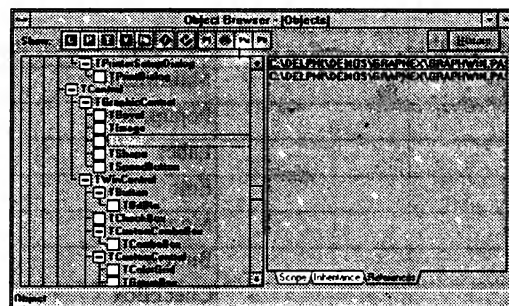 Object Browser - [Objects]
Show:
History
TPrinterSetupDialog
TPrintDialog
TControl
TGraphicControl
TBevel
TImage
TShape
TSpeedButton
TWinControl
TButton
TBitBtn
TCheckBox
TCustomComboBox
TComboBox
TCustomControl
TColorGrid
C:\DELPHI\DEMOS\GRAPHEX\GRAPHWIN.PA
C:\DELPHI\DEMOS\GRAPHEX\GRAPHWIN.PA
Scope Inheritance References
Object